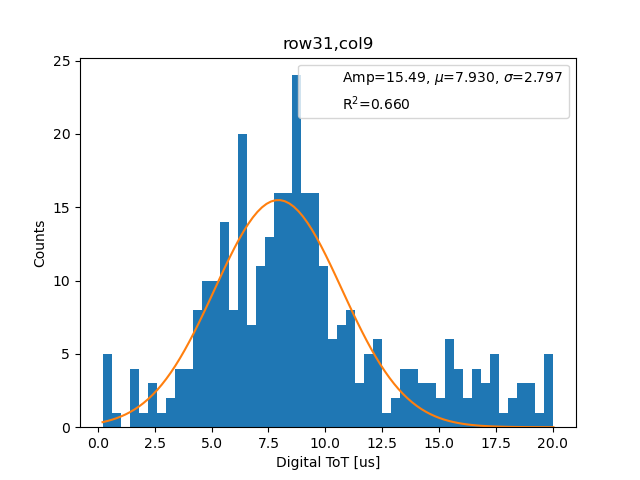 row31,col9
Amp=15.49, μ=7.930, σ=2.797
R²=0.660
25
20
15
10
5
0
Counts
0.0 2.5 5.0 7.5 10.0 12.5 15.0 17.5 20.0
Digital ToT [us]